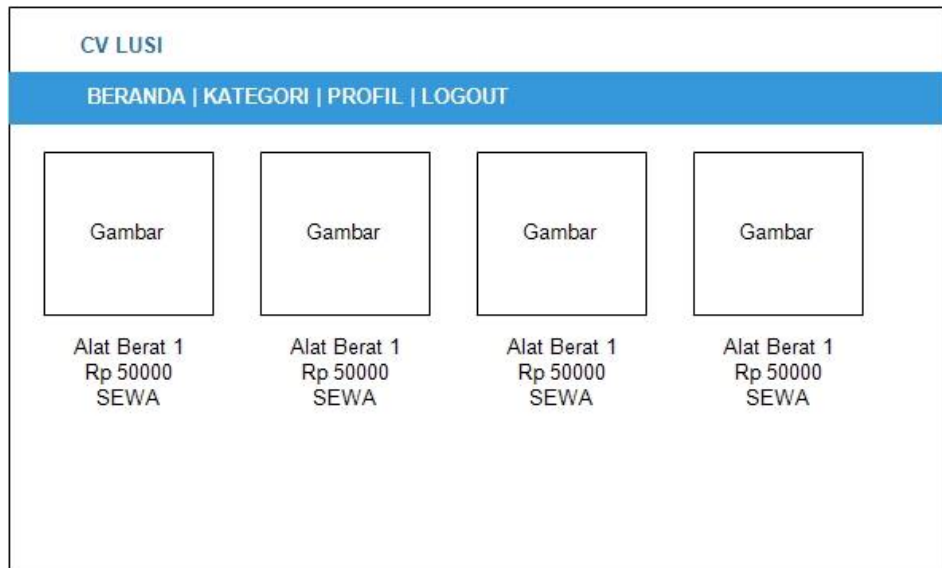 CV LUSI
BERANDA | KATEGORI | PROFIL | LOGOUT
Gambar
Gambar
Gambar
Gambar
Alat Berat 1
Rp 50000
SEWA
Alat Berat 1
Rp 50000
SEWA
Alat Berat 1
Rp 50000
SEWA
Alat Berat 1
Rp 50000
SEWA